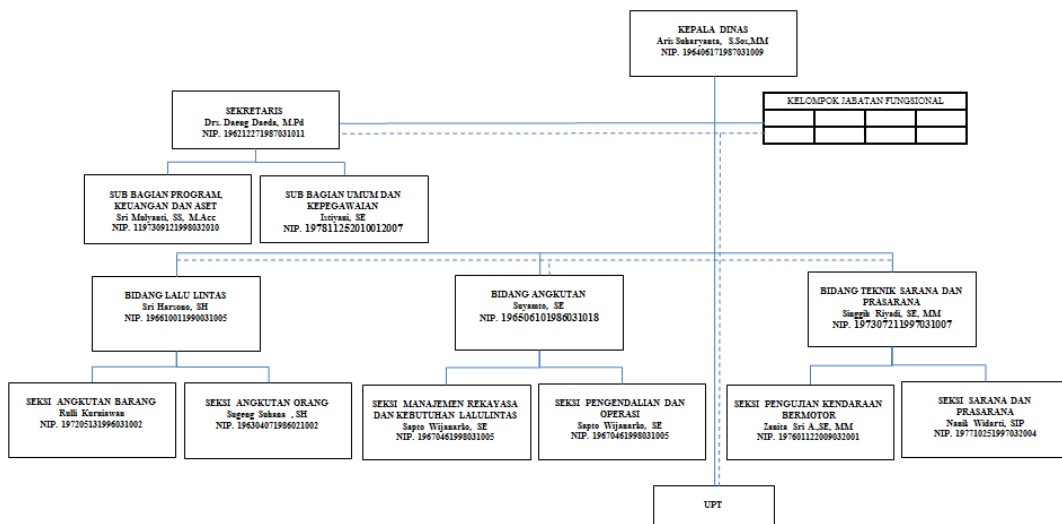 KEPALA DINAS
Aris Suharyanta, S.Sos,MM
NIP. 196406171987031009
KELOMPOK JABATAN FUNGSIONAL
SEKRETARIS
Drs. Daeng Daeda, M.Pd
NIP. 196212271987031011
SUB BAGIAN PROGRAM,
KEUANGAN DAN ASET
Sri Mulyanti, SS, M.Acc
NIP. 1197309121998032010
SUB BAGIAN UMUM DAN
KEPEGAWAIAN
Istiyani, SE
NIP. 197811252010012007
BIDANG LALU LINTAS
Sri Harsono, SH
NIP. 196610011990031005
BIDANG ANGKUTAN
Suyamto, SE
NIP. 196506101986031018
BIDANG TEKNIK SARANA DAN
PRASARANA
Singgih Riyadi, SE, MM
NIP. 197307211997031007
SEKSI ANGKUTAN BARANG
Rulli Kurniawan
NIP. 197205131996031002
SEKSI ANGKUTAN ORANG
Sugeng Suhana , SH
NIP. 196304071986021002
SEKSI MANAJEMEN REKAYASA
DAN KEBUTUHAN LALULINTAS
Sapto Wijanarko, SE
NIP. 19670461998031005
SEKSI PENGENDALIAN DAN
OPERASI
Sapto Wijanarko, SE
NIP. 19670461998031005
SEKSI PENGUJIAN KENDARAAN
BERMOTOR
Zanita Sri A.,SE, MM
NIP. 197601122009032001
SEKSI SARANA DAN
PRASARANA
Nanik Widarti, SIP
NIP. 197710251997032004
UPT